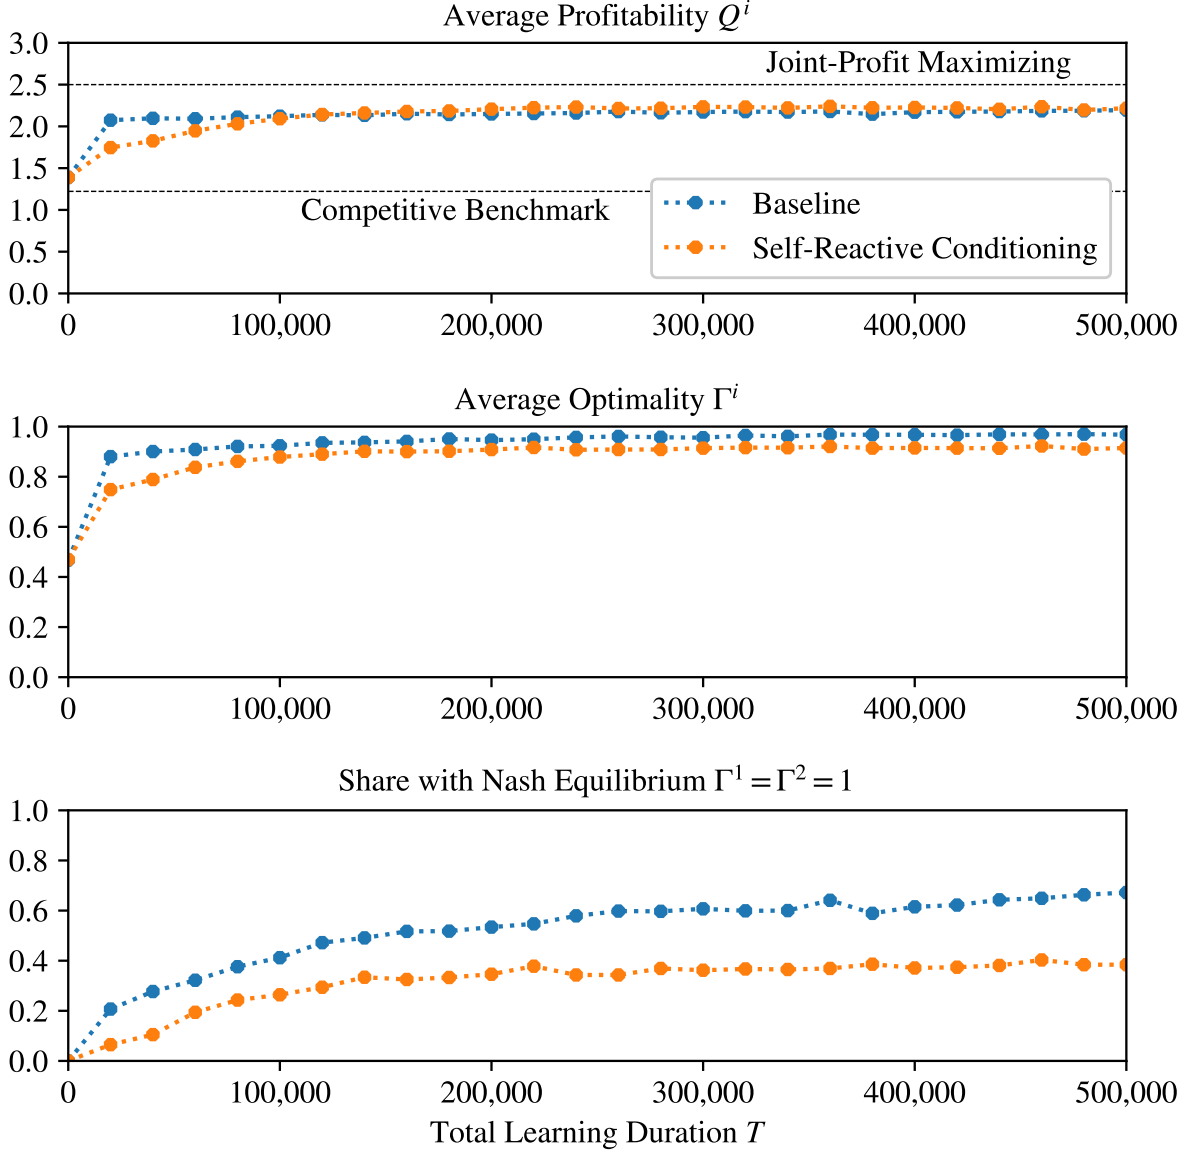 Average Profitability Qⁱ
3.0
Joint-Profit Maximizing
2.5
2.0
1.5
Competitive Benchmark
1.0
Baseline
Self-Reactive Conditioning
0.5
0.0
0 100,000 200,000 300,000 400,000 500,000
Average Optimality Γⁱ
1.0
0.8
0.6
0.4
0.2
0.0
0 100,000 200,000 300,000 400,000 500,000
Share with Nash Equilibrium Γ¹ = Γ² = 1
1.0
0.8
0.6
0.4
0.2
0.0
0 100,000 200,000 300,000 400,000 500,000
Total Learning Duration T